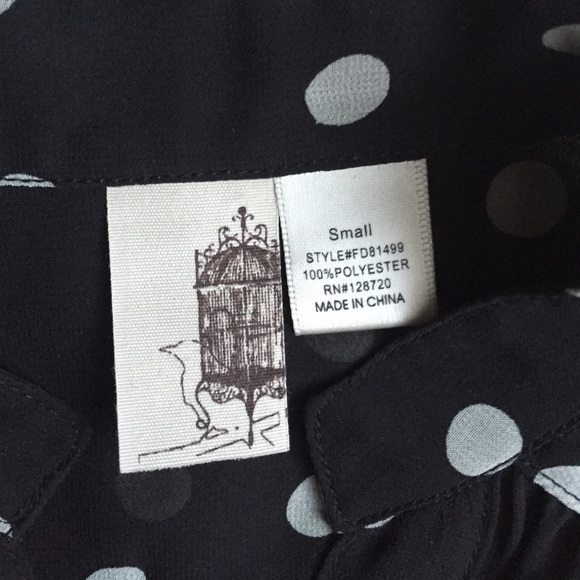 Small
STYLE#FD81499
100%POLYESTER
RN#128720
MADE IN CHINA